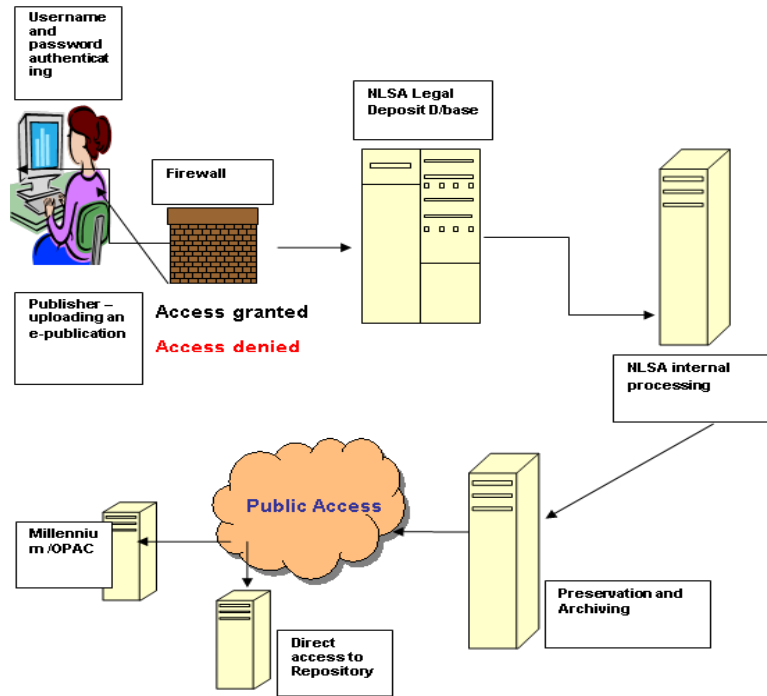 Username
and
password
authenticat
ing
NLSA Legal
Deposit D/base
Firewall
Publisher –
uploading an
e-publication
Access granted
Access denied
NLSA internal
processing
Public Access
Millenniu
m /OPAC
Preservation and
Archiving
Direct
access to
Repository